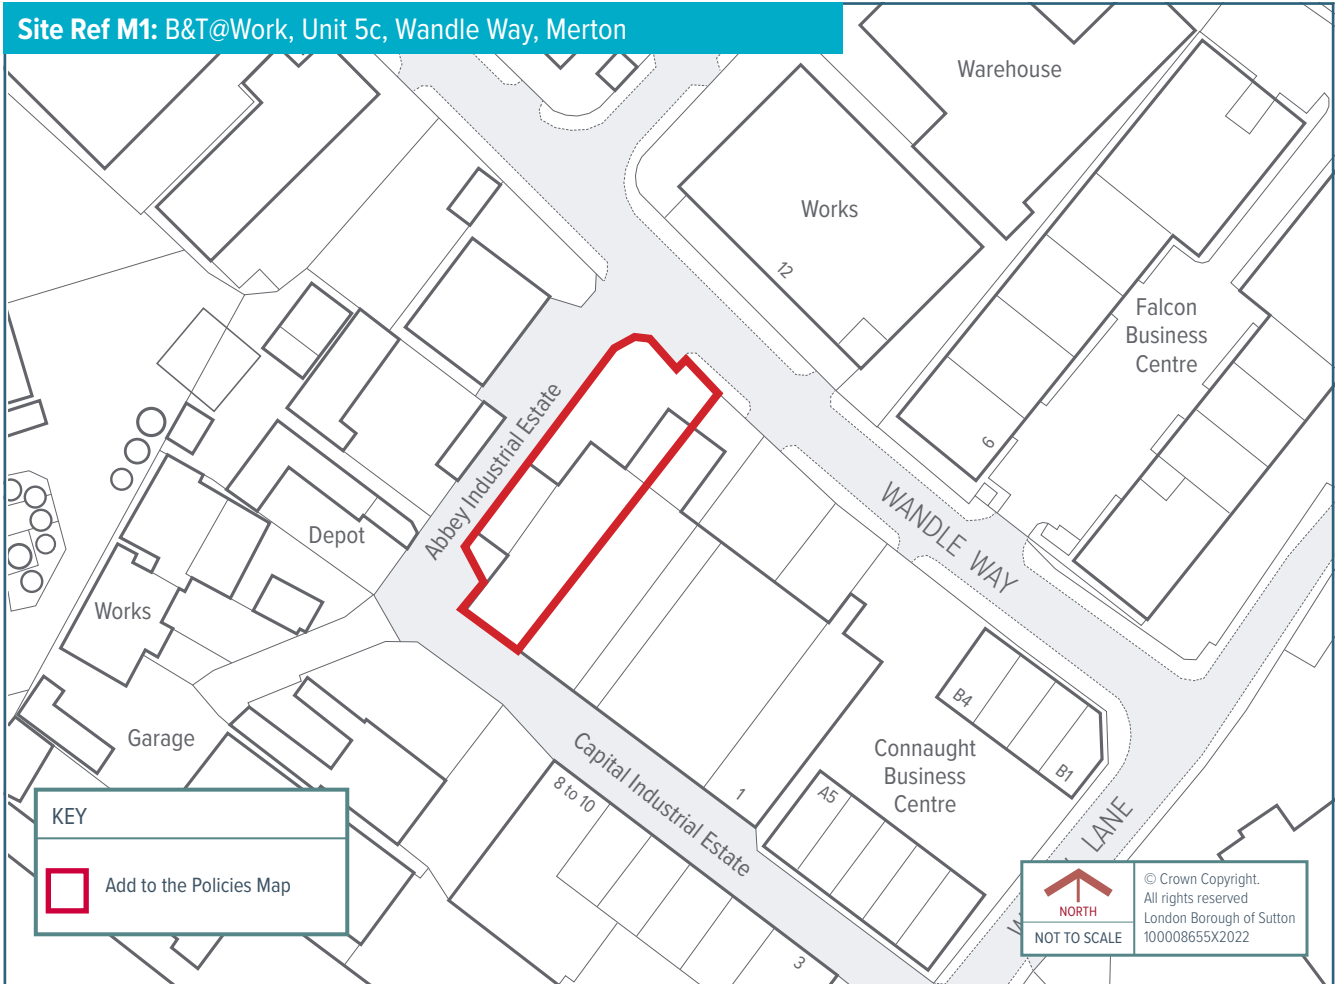 Site Ref M1: B&T@Work, Unit 5c, Wandle Way, Merton
Warehouse
Works
12
Falcon
Business
Centre
6
Abbey Industrial Estate
WANDLE WAY
Depot
Works
Garage
Capital Industrial Estate
8 to 10
1
3
Connaught
Business
Centre
B4
B1
A5
LANE
KEY
Add to the Policies Map
NORTH
NOT TO SCALE
© Crown Copyright.
All rights reserved
London Borough of Sutton
100008655X2022